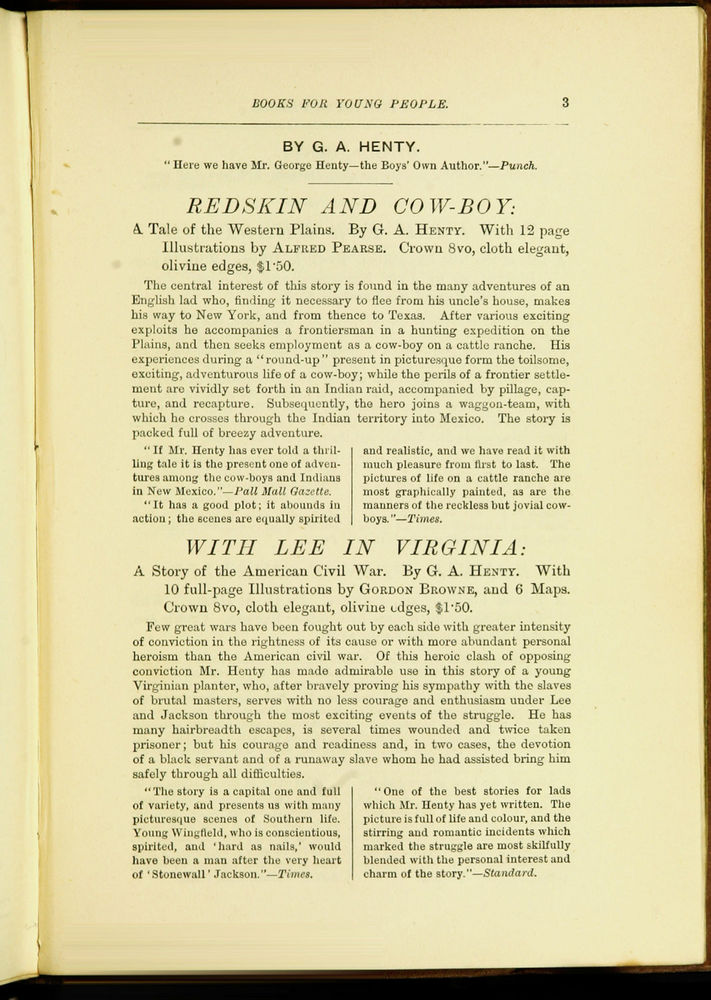 BOOKS FOR YOUNG PEOPLE. 3
BY G. A. HENTY.
"Here we have Mr. George Henty—the Boys' Own Author."—Punch.
REDSKIN AND COW-BOY:
A Tale of the Western Plains. By G. A. HENTY. With 12 page
Illustrations by ALFRED PEARSE. Crown 8vo, cloth elegant,
olivine edges, $1·50.
The central interest of this story is found in the many adventures of an
English lad who, finding it necessary to flee from his uncle's house, makes
his way to New York, and from thence to Texas. After various exciting
exploits he accompanies a frontiersman in a hunting expedition on the
Plains, and then seeks employment as a cow-boy on a cattle ranche. His
experiences during a "round-up" present in picturesque form the toilsome,
exciting, adventurous life of a cow-boy; while the perils of a frontier settle-
ment are vividly set forth in an Indian raid, accompanied by pillage, cap-
ture, and recapture. Subsequently, the hero joins a waggon-team, with
which he crosses through the Indian territory into Mexico. The story is
packed full of breezy adventure.
"If Mr. Henty has ever told a thril-
ling tale it is the present one of adven-
tures among the cow-boys and Indians
in New Mexico."—Pall Mall Gazette.
"It has a good plot; it abounds in
action; the scenes are equally spirited
and realistic, and we have read it with
much pleasure from first to last. The
pictures of life on a cattle ranche are
most graphically painted, as are the
manners of the reckless but jovial cow-
boys."—Times.
WITH LEE IN VIRGINIA:
A Story of the American Civil War. By G. A. HENTY. With
10 full-page Illustrations by GORDON BROWNE, and 6 Maps.
Crown 8vo, cloth elegant, olivine edges, $1·50.
Few great wars have been fought out by each side with greater intensity
of conviction in the rightness of its cause or with more abundant personal
heroism than the American civil war. Of this heroic clash of opposing
conviction Mr. Henty has made admirable use in this story of a young
Virginian planter, who, after bravely proving his sympathy with the slaves
of brutal masters, serves with no less courage and enthusiasm under Lee
and Jackson through the most exciting events of the struggle. He has
many hairbreadth escapes, is several times wounded and twice taken
prisoner; but his courage and readiness and, in two cases, the devotion
of a black servant and of a runaway slave whom he had assisted bring him
safely through all difficulties.
"The story is a capital one and full
of variety, and presents us with many
picturesque scenes of Southern life.
Young Wingfield, who is conscientious,
spirited, and 'hard as nails,' would
have been a man after the very heart
of 'Stonewall' Jackson."—Times.
"One of the best stories for lads
which Mr. Henty has yet written. The
picture is full of life and colour, and the
stirring and romantic incidents which
marked the struggle are most skilfully
blended with the personal interest and
charm of the story."—Standard.